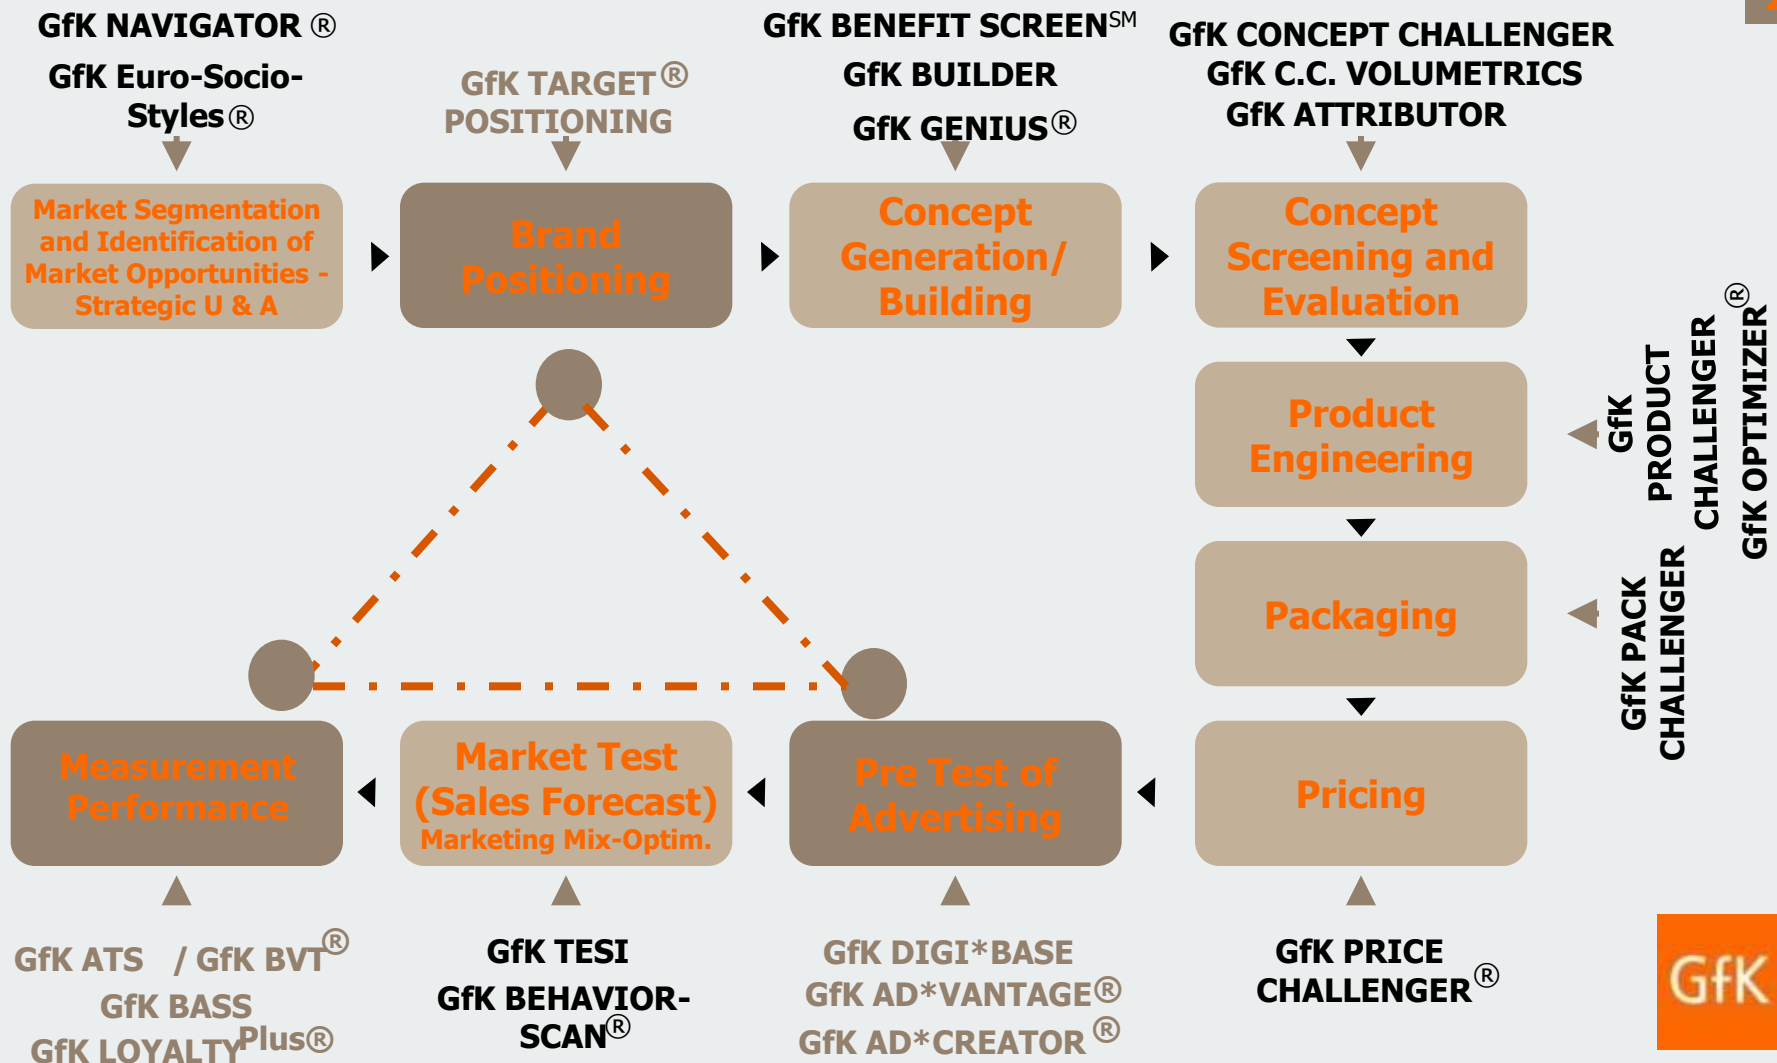 GfK NAVIGATOR ®
GfK Euro-Socio-
Styles®
GfK TARGET®
POSITIONING
GfK BENEFIT SCREEN℠
GfK BUILDER
GfK GENIUS®
GfK CONCEPT CHALLENGER
GfK C.C. VOLUMETRICS
GfK ATTRIBUTOR
Market Segmentation
and Identification of
Market Opportunities -
Strategic U & A
Brand
Positioning
Concept
Generation/
Building
Concept
Screening and
Evaluation
Product
Engineering
GfK
PRODUCT
CHALLENGER
GfK OPTIMIZER®
Packaging
GfK PACK
CHALLENGER
Measurement
Performance
Market Test
(Sales Forecast)
Marketing Mix-Optim.
Pre Test of
Advertising
Pricing
GfK ATS / GfK BVT®
GfK BASS
GfK LOYALTY Plus®
GfK TESI
GfK BEHAVIOR-
SCAN®
GfK DIGI*BASE
GfK AD*VANTAGE®
GfK AD*CREATOR ®
GfK PRICE
CHALLENGER®
GfK